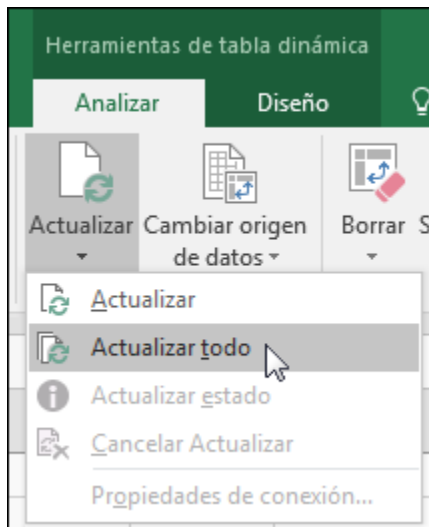 Herramientas de tabla dinámica
Analizar Diseño
Actualizar Cambiar origen de datos Borrar S
Actualizar
Actualizar todo
Actualizar estado
Cancelar Actualizar
Propiedades de conexión...